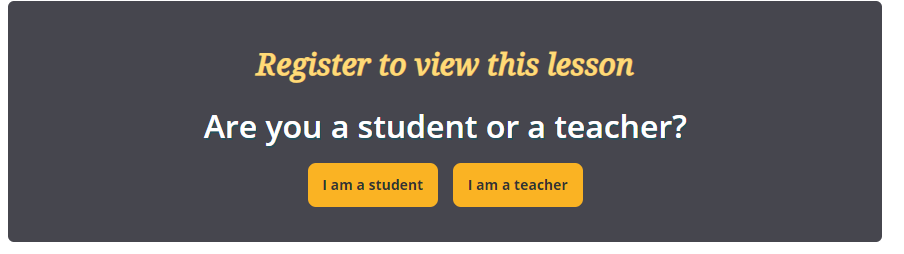 Register to view this lesson
Are you a student or a teacher?
I am a student
I am a teacher